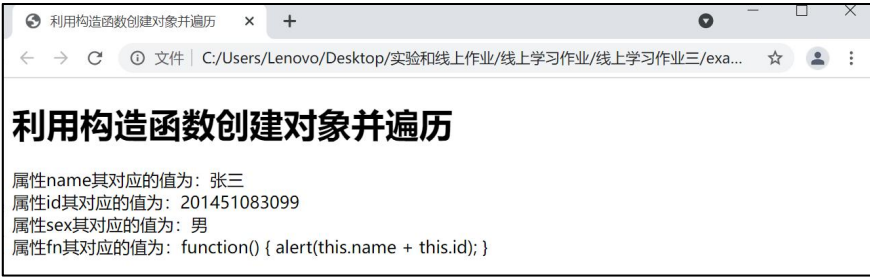 利用构造函数创建对象并遍历
文件 C:/Users/Lenovo/Desktop/实验和线上作业/线上学习作业/线上学习作业三/exa...
利用构造函数创建对象并遍历
属性name其对应的值为：张三
属性id其对应的值为：201451083099
属性sex其对应的值为：男
属性fn其对应的值为：function() { alert(this.name + this.id); }